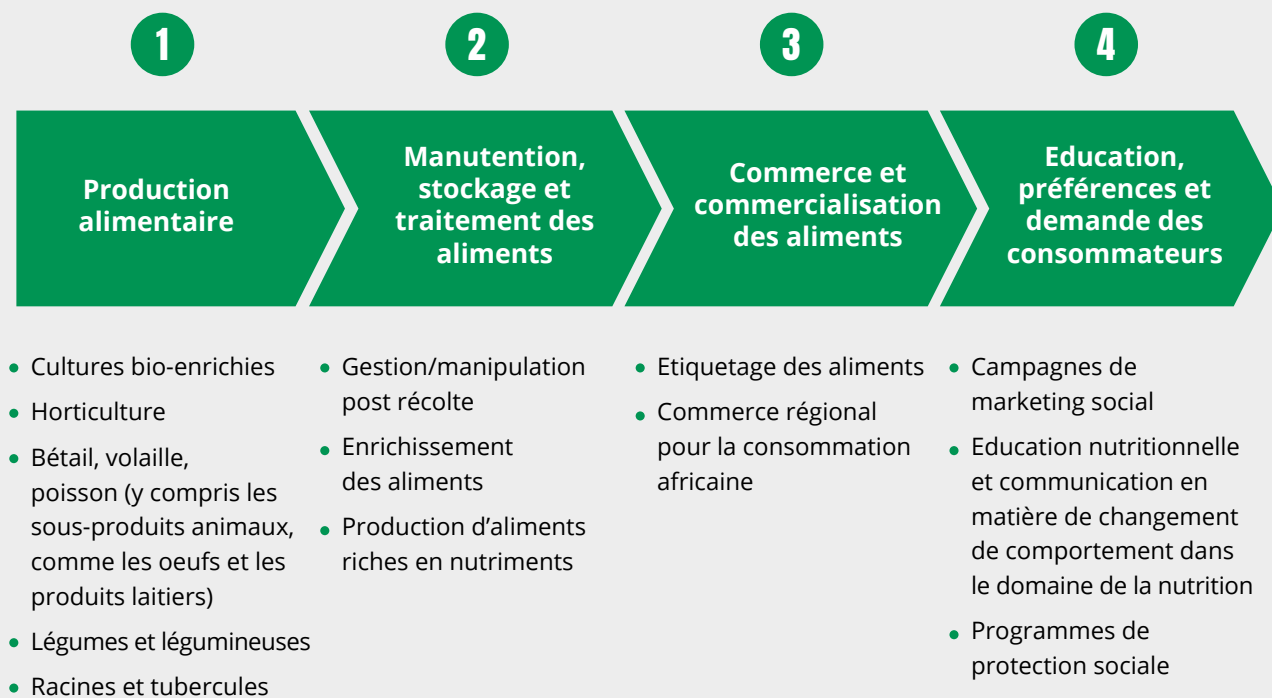 1
Production
alimentaire
Cultures bio-enrichies
Horticulture
Bétail, volaille,
poisson (y compris les
sous-produits animaux,
comme les oeufs et les
produits laitiers)
Légumes et légumineuses
Racines et tubercules
2
Manutention,
stockage et
traitement des
aliments
Gestion/manipulation
post récolte
Enrichissement
des aliments
Production d’aliments
riches en nutriments
3
Commerce et
commercialisation
des aliments
Etiquetage des aliments
Commerce régional
pour la consommation
africaine
4
Education,
préférences et
demande des
consommateurs
Campagnes de
marketing social
Education nutritionnelle
et communication en
matière de changement
de comportement dans
le domaine de la nutrition
Programmes de
protection sociale